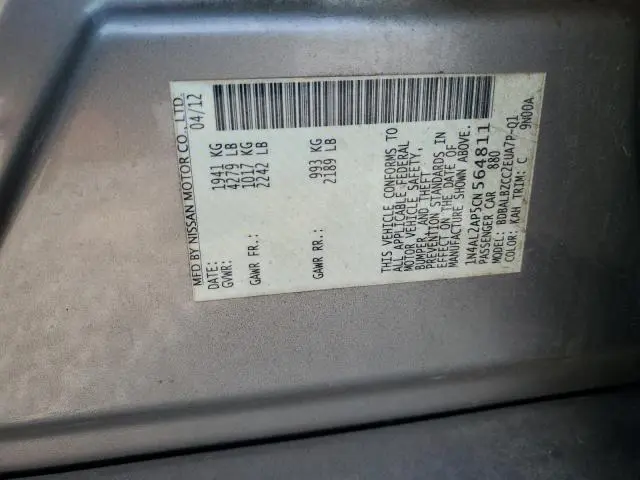 MFD BY NISSAN MOTOR CO., LTD.
DATE: 04/12
GVWR: 1941 KG
4279 LB
GAWR FR.: 1017 KG
2242 LB
GAWR RR.: 993 KG
2189 LB
THIS VEHICLE CONFORMS TO
ALL APPLICABLE FEDERAL
MOTOR VEHICLE SAFETY,
BUMPER, AND THEFT
PREVENTION STANDARDS IN
EFFECT ON THE DATE OF
MANUFACTURE SHOWN ABOVE.
1N4AL2AP5CN564811
PASSENGER CAR 880
MODEL: BDBALBZCCZEUA7P-Q1
COLOR: KAH TRIM: C 9N00A